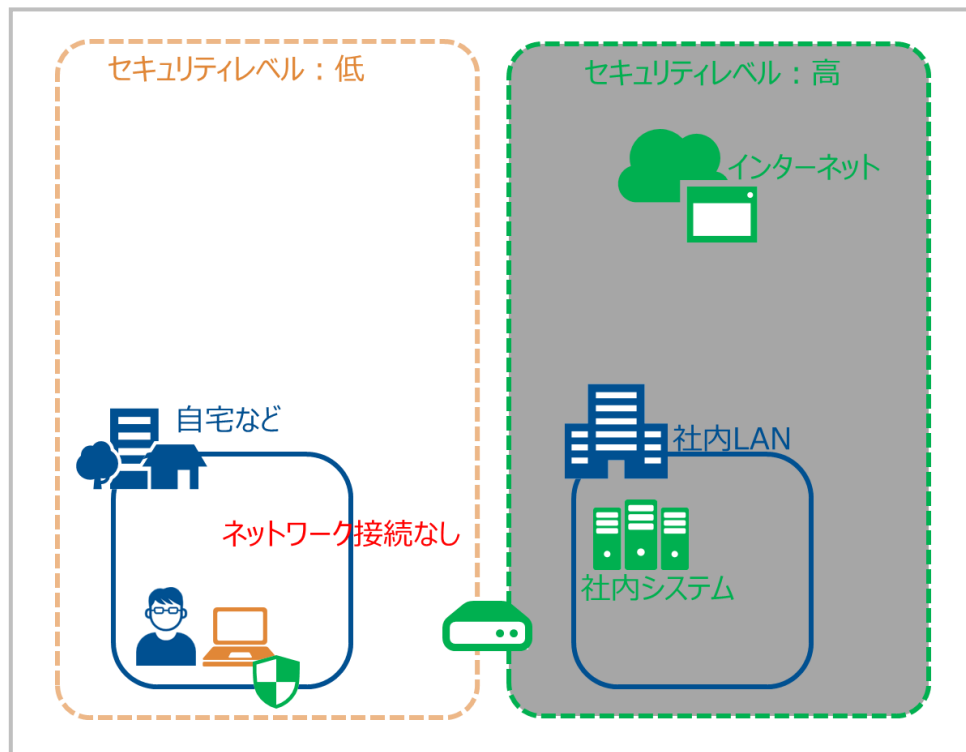 セキュリティレベル：低
セキュリティレベル：高
インターネット
自宅など
社内LAN
ネットワーク接続なし
社内システム